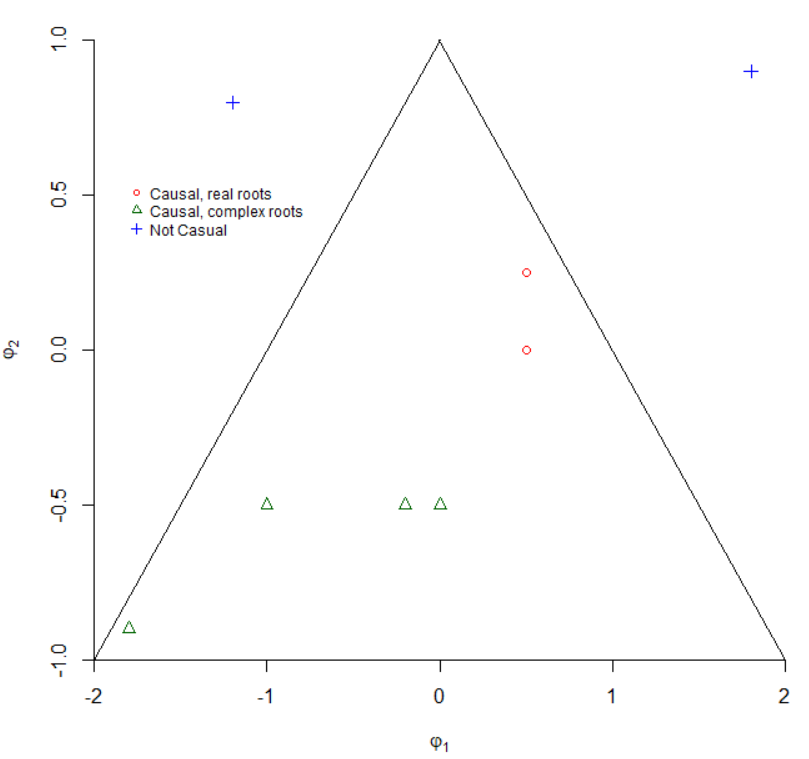 1.0
0.5
Causal, real roots
Causal, complex roots
Not Casual
0.0
φ2
-0.5
-1.0
-2 -1 0 1 2
φ1